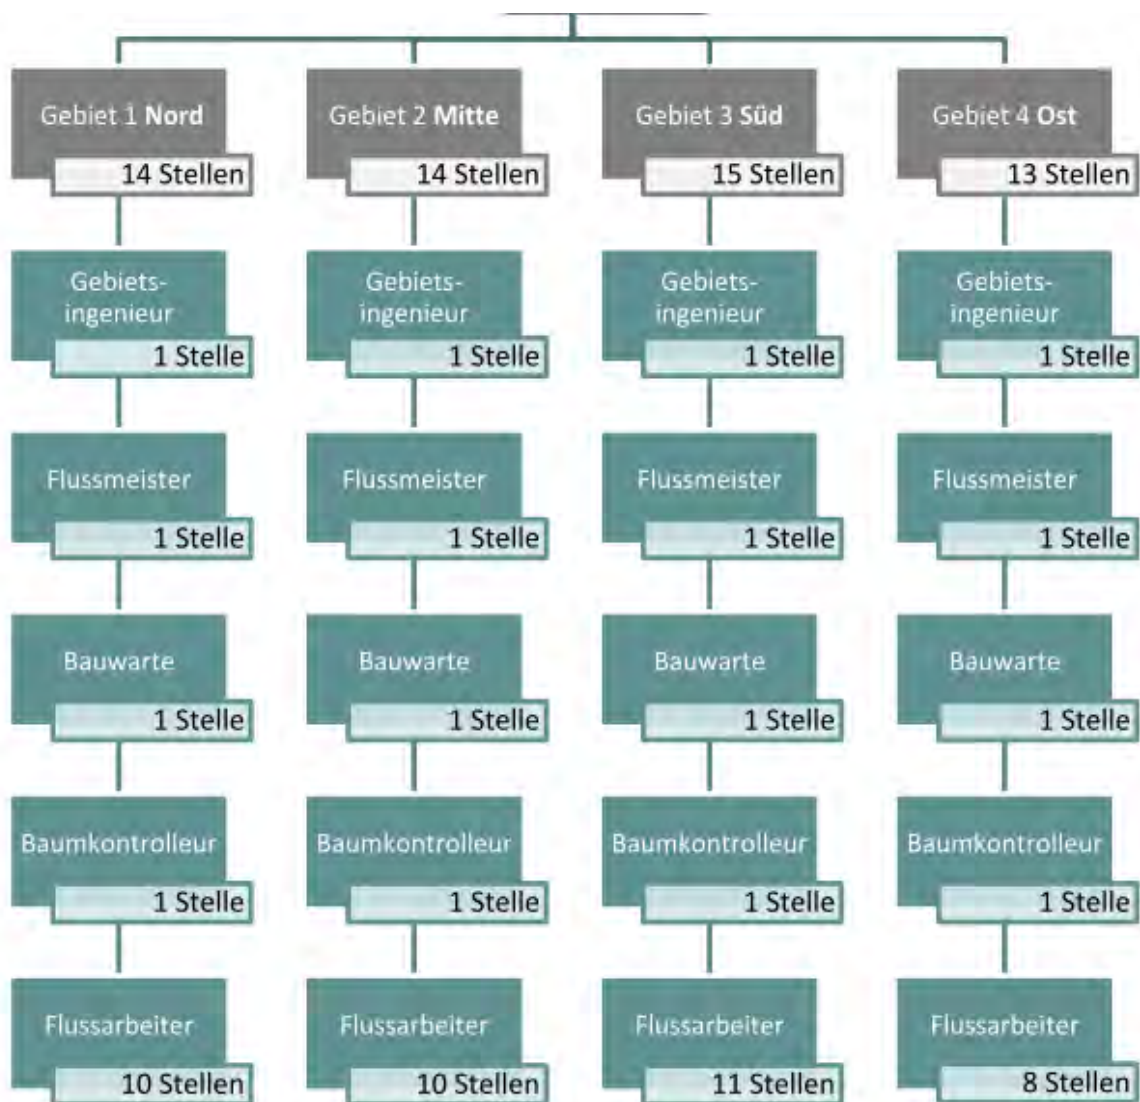 Gebiet 1 Nord
14 Stellen
Gebiet 2 Mitte
14 Stellen
Gebiet 3 Süd
15 Stellen
Gebiet 4 Ost
13 Stellen
Gebiets-
ingenieur
1 Stelle
Gebiets-
ingenieur
1 Stelle
Gebiets-
ingenieur
1 Stelle
Gebiets-
ingenieur
1 Stelle
Flussmeister
1 Stelle
Flussmeister
1 Stelle
Flussmeister
1 Stelle
Flussmeister
1 Stelle
Bauwarte
1 Stelle
Bauwarte
1 Stelle
Bauwarte
1 Stelle
Bauwarte
1 Stelle
Baumkontrolleur
1 Stelle
Baumkontrolleur
1 Stelle
Baumkontrolleur
1 Stelle
Baumkontrolleur
1 Stelle
Flussarbeiter
10 Stellen
Flussarbeiter
10 Stellen
Flussarbeiter
11 Stellen
Flussarbeiter
8 Stellen